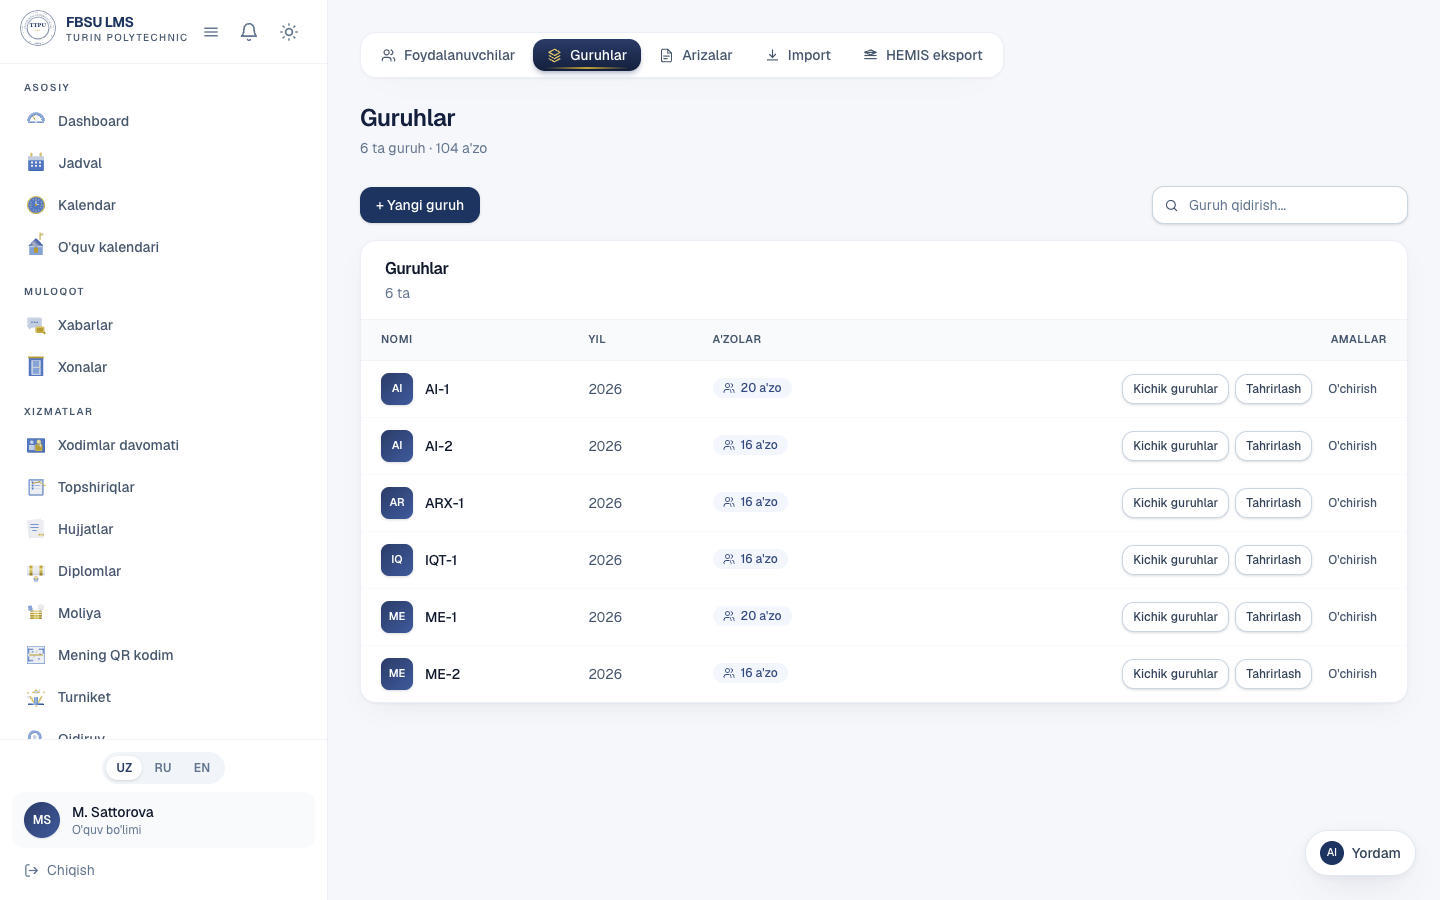 TTPU
FBSU LMS
TURIN POLYTECHNIC
ASOSIY
Dashboard
Jadval
Kalendar
O'quv kalendari
MULOQOT
Xabarlar
Xonalar
XIZMATLAR
Xodimlar davomati
Topshiriqlar
Hujjatlar
Diplomlar
Moliya
Mening QR kodim
Turniket
Qidiruv
UZ RU EN
MS
M. Sattorova
O'quv bo'limi
Chiqish
Foydalanuvchilar Guruhlar Arizalar Import HEMIS eksport
Guruhlar
6 ta guruh · 104 a'zo
+ Yangi guruh
Guruh qidirish...
Guruhlar
6 ta
NOMI YIL A'ZOLAR AMALLAR
AI AI-1 2026 20 a'zo Kichik guruhlar Tahrirlash O'chirish
AI AI-2 2026 16 a'zo Kichik guruhlar Tahrirlash O'chirish
AR ARX-1 2026 16 a'zo Kichik guruhlar Tahrirlash O'chirish
IQ IQT-1 2026 16 a'zo Kichik guruhlar Tahrirlash O'chirish
ME ME-1 2026 20 a'zo Kichik guruhlar Tahrirlash O'chirish
ME ME-2 2026 16 a'zo Kichik guruhlar Tahrirlash O'chirish
AI Yordam